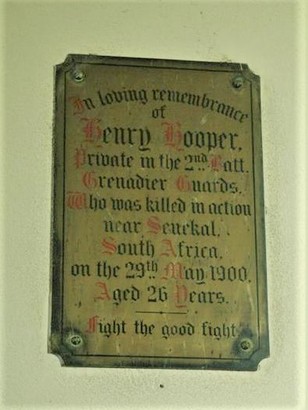 In loving remembrance
of
Henry Hooper,
Private in the 2nd Batt.
Grenadier Guards,
Who was killed in action
near Senekal,
South Africa,
on the 29th May 1900,
Aged 26 Years.
Fight the good fight